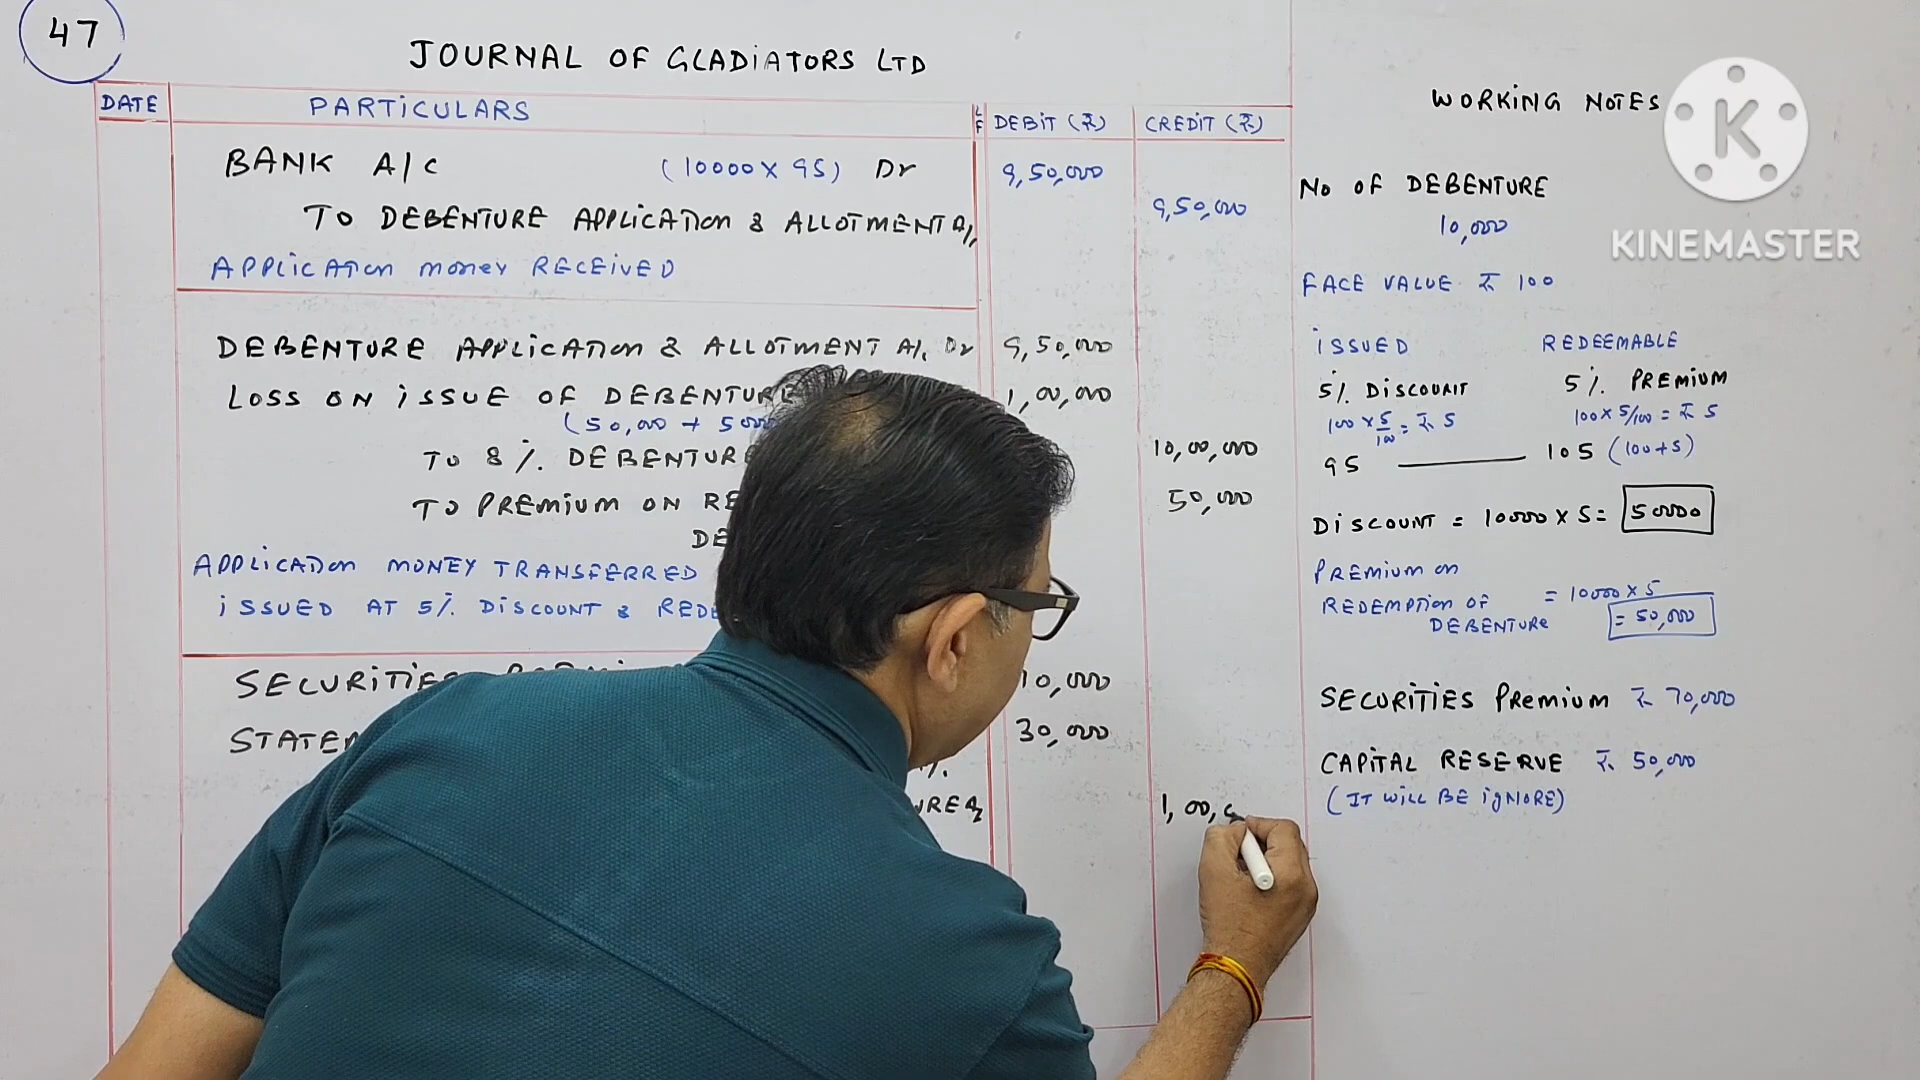 47
JOURNAL OF GLADIATORS LTD
DATE PARTICULARS LF DEBIT (₹) CREDIT (₹)
BANK A/C (10000 × 95) Dr 9,50,000
TO DEBENTURE APPLICATION & ALLOTMENT A/c 9,50,000
APPLICATION MONEY RECEIVED
DEBENTURE APPLICATION & ALLOTMENT A/c Dr 9,50,000
LOSS ON ISSUE OF DEBENTURE 1,00,000
(50,000 +
TO 8% DEBENTURE 10,00,000
TO PREMIUM ON 50,000
APPLICATION MONEY TRANSFERRED
ISSUED AT 5% DISCOUNT &
SECURITIES 70,000
30,000
1,00,
WORKING NOTES
NO OF DEBENTURE
10,000
FACE VALUE ₹ 100
ISSUED REDEEMABLE
5% DISCOUNT 5% PREMIUM
100 × 5/100 = ₹ 5 100 × 5/100 = ₹ 5
95 105 (100+5)
DISCOUNT = 10000 × 5 = 50000
PREMIUM ON
REDEMPTION OF = 10000 × 5
DEBENTURE = 50,000
SECURITIES PREMIUM ₹ 70,000
CAPITAL RESERVE ₹ 50,000
(IT WILL BE IGNORE)
K
KINEMASTER